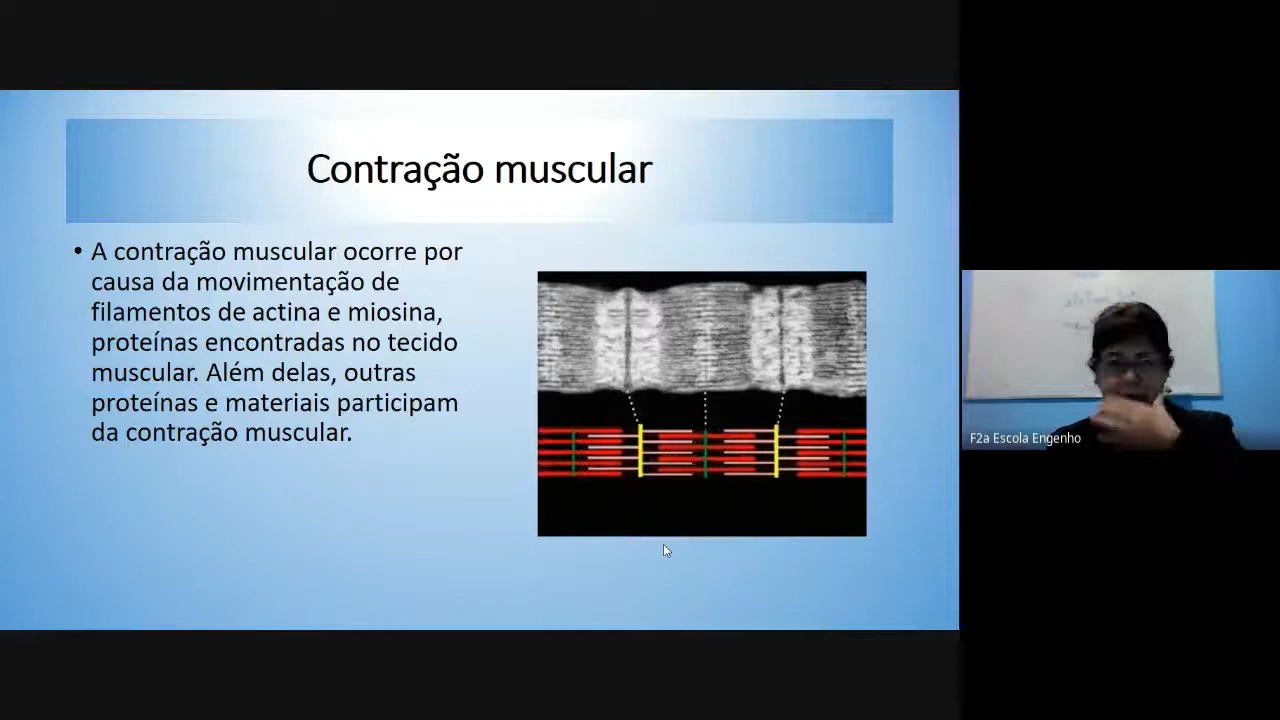 Contração muscular
• A contração muscular ocorre por
causa da movimentação de
filamentos de actina e miosina,
proteínas encontradas no tecido
muscular. Além delas, outras
proteínas e materiais participam
da contração muscular.
F2a Escola Engenho